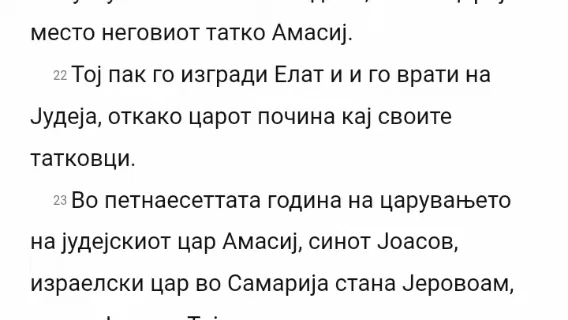 место неговиот татко Амасиј.
22 Тој пак го изгради Елат и и го врати на
Јудеја, откако царот почина кај своите
татковци.
23 Во петнаесеттата година на царувањето
на јудејскиот цар Амасиј, синот Јоасов,
израелски цар во Самарија стана Јеровоам,